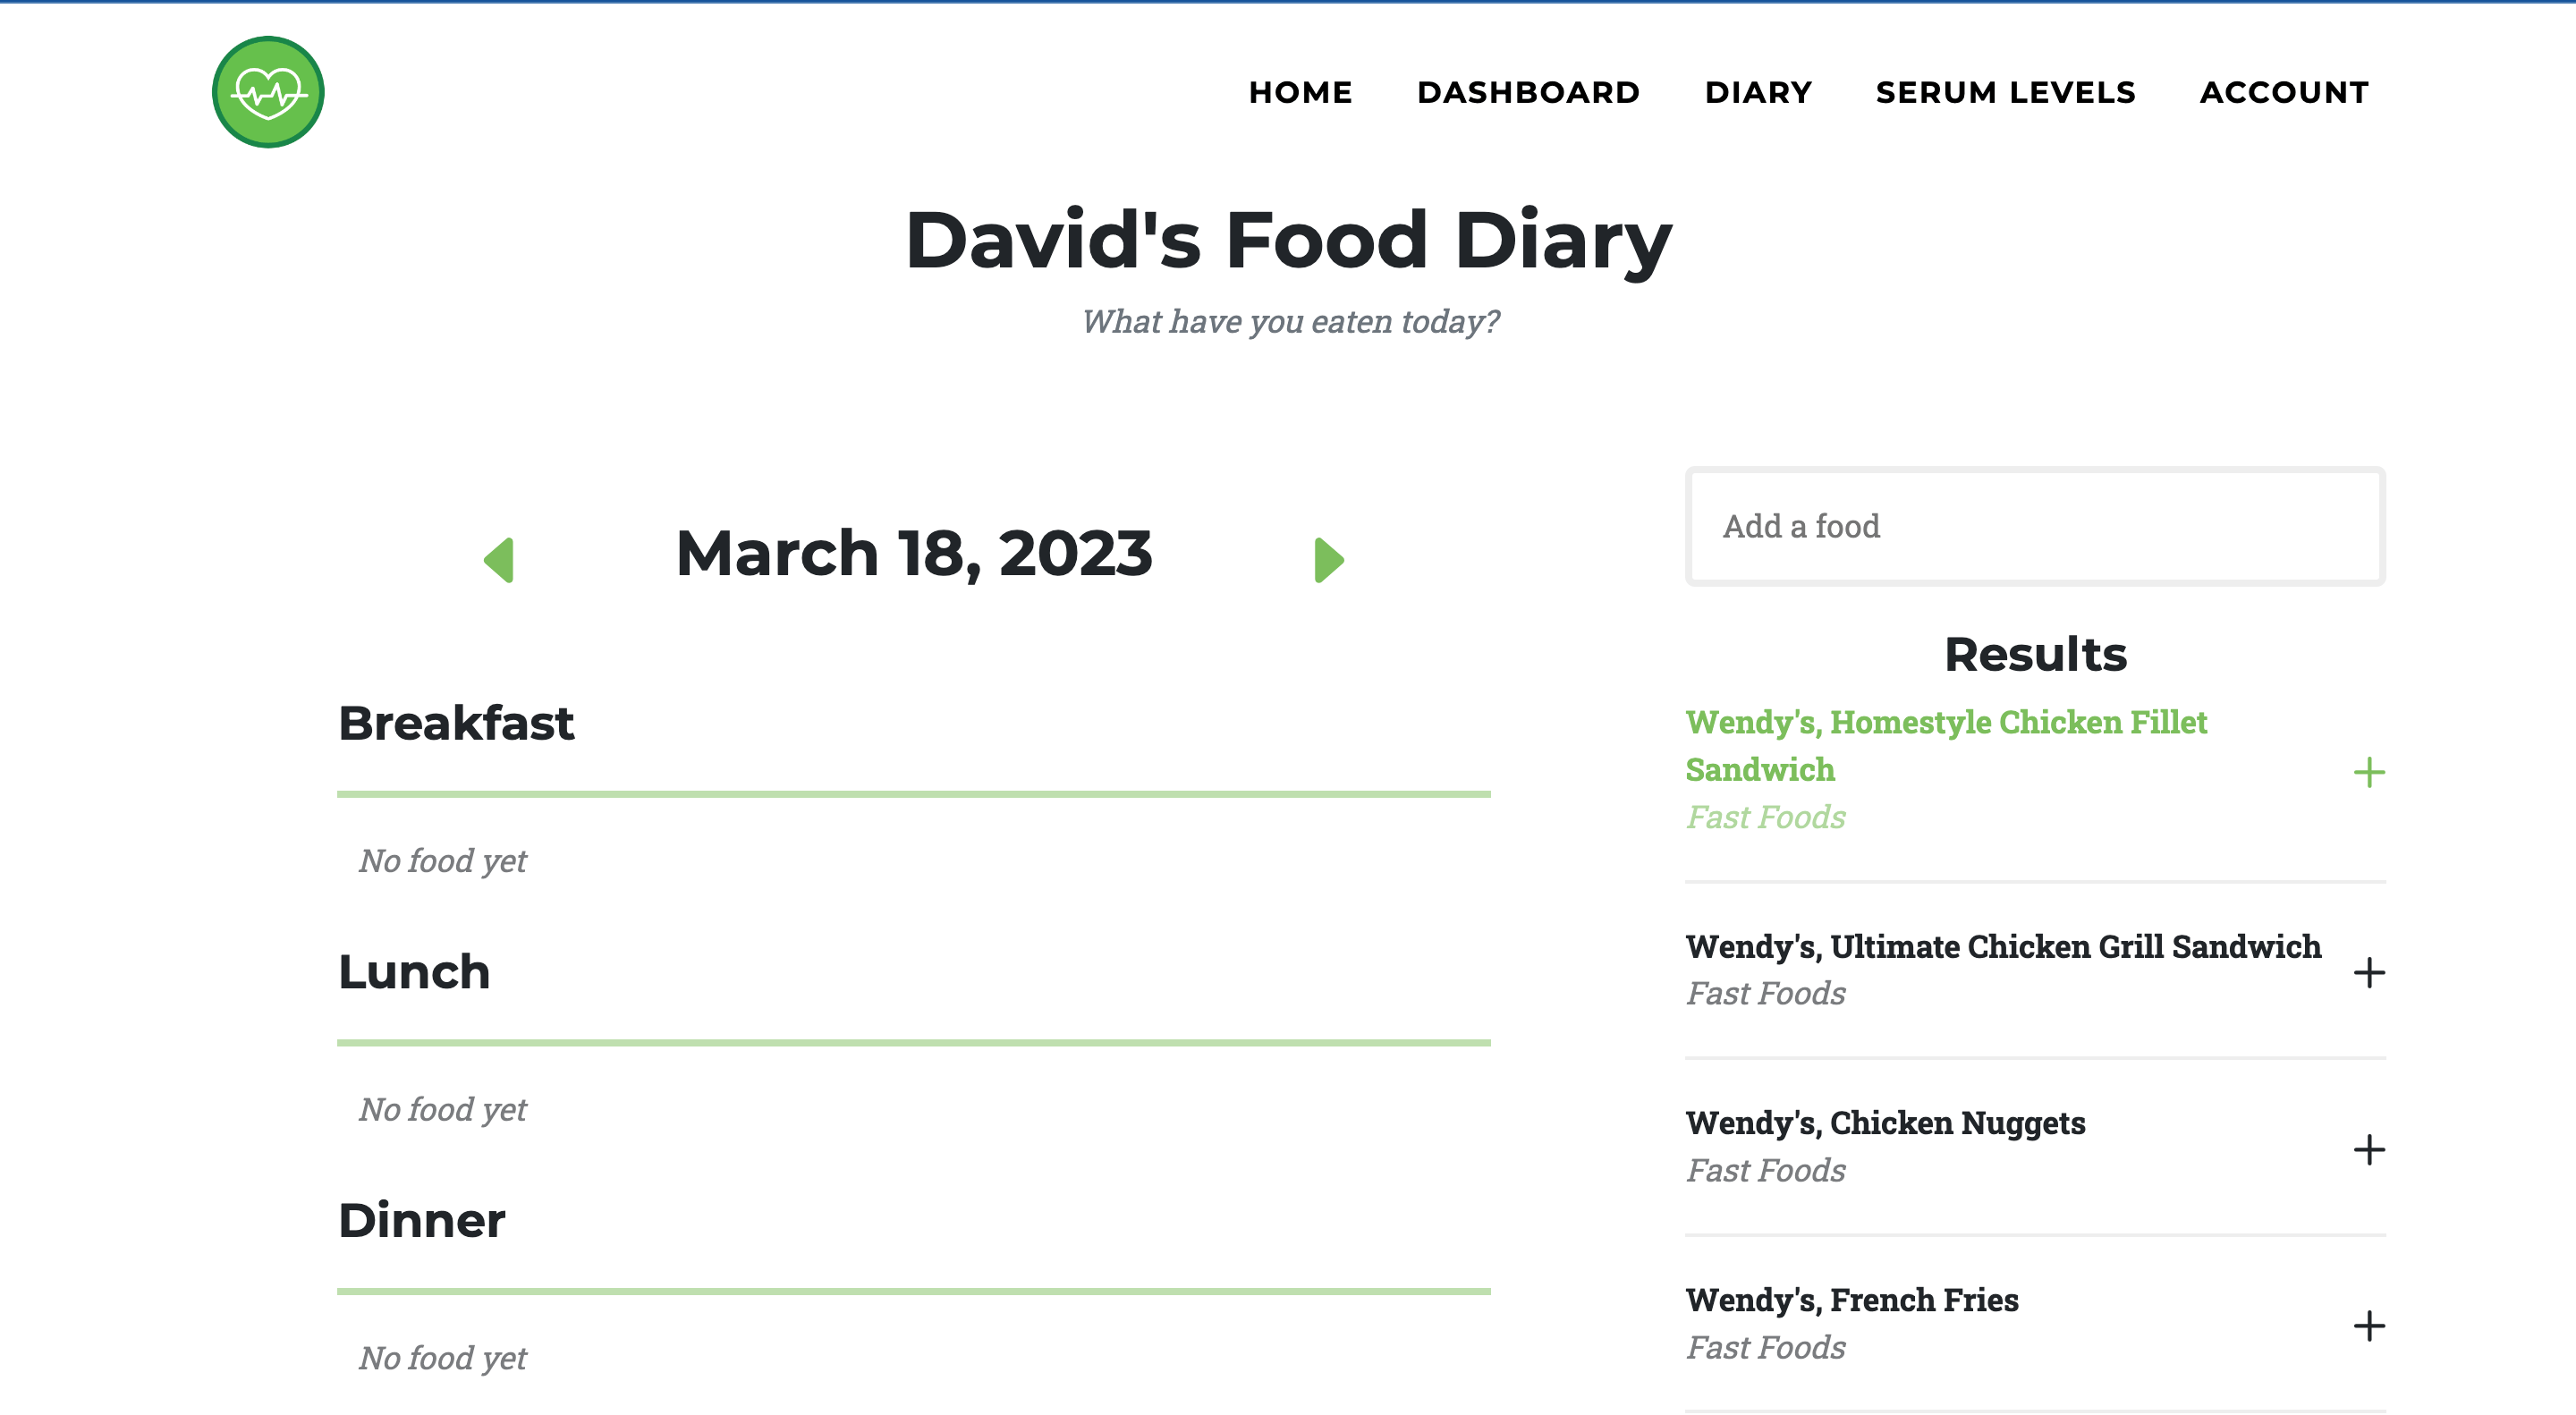 HOME DASHBOARD DIARY SERUM LEVELS ACCOUNT
David's Food Diary
What have you eaten today?
March 18, 2023
Breakfast
No food yet
Lunch
No food yet
Dinner
No food yet
Add a food
Results
Wendy's, Homestyle Chicken Fillet
Sandwich
Fast Foods
Wendy's, Ultimate Chicken Grill Sandwich
Fast Foods
Wendy's, Chicken Nuggets
Fast Foods
Wendy's, French Fries
Fast Foods